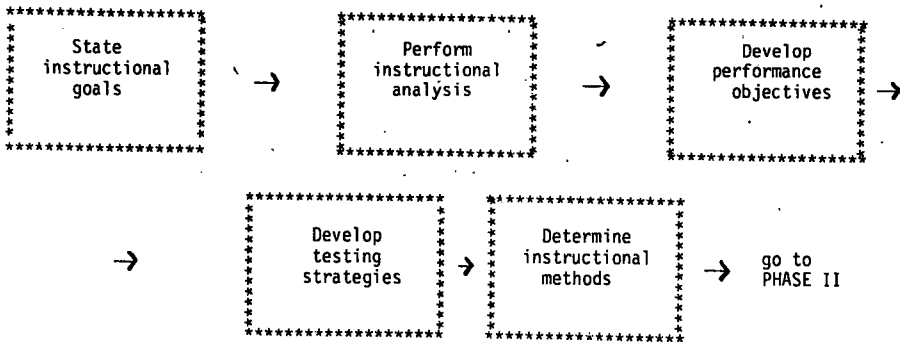 State
instructional
goals
Perform
instructional
analysis
Develop
performance
objectives
Develop
testing
strategies
Determine
instructional
methods
go to
PHASE II